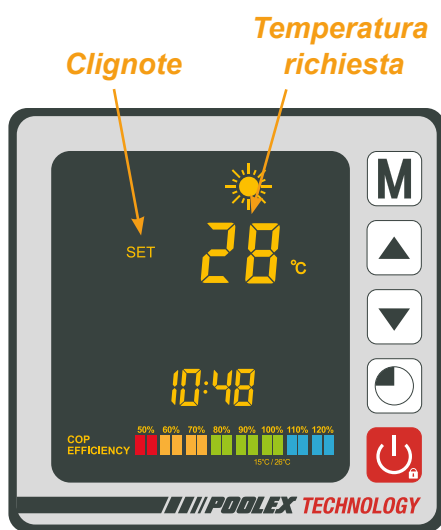 Temperatura
richiesta
Clignote
M
SET
28 °C
10:48
50% 60% 70% 80% 90% 100% 110% 120%
COP
EFFICIENCY
15°C / 26°C
POOLEX TECHNOLOGY